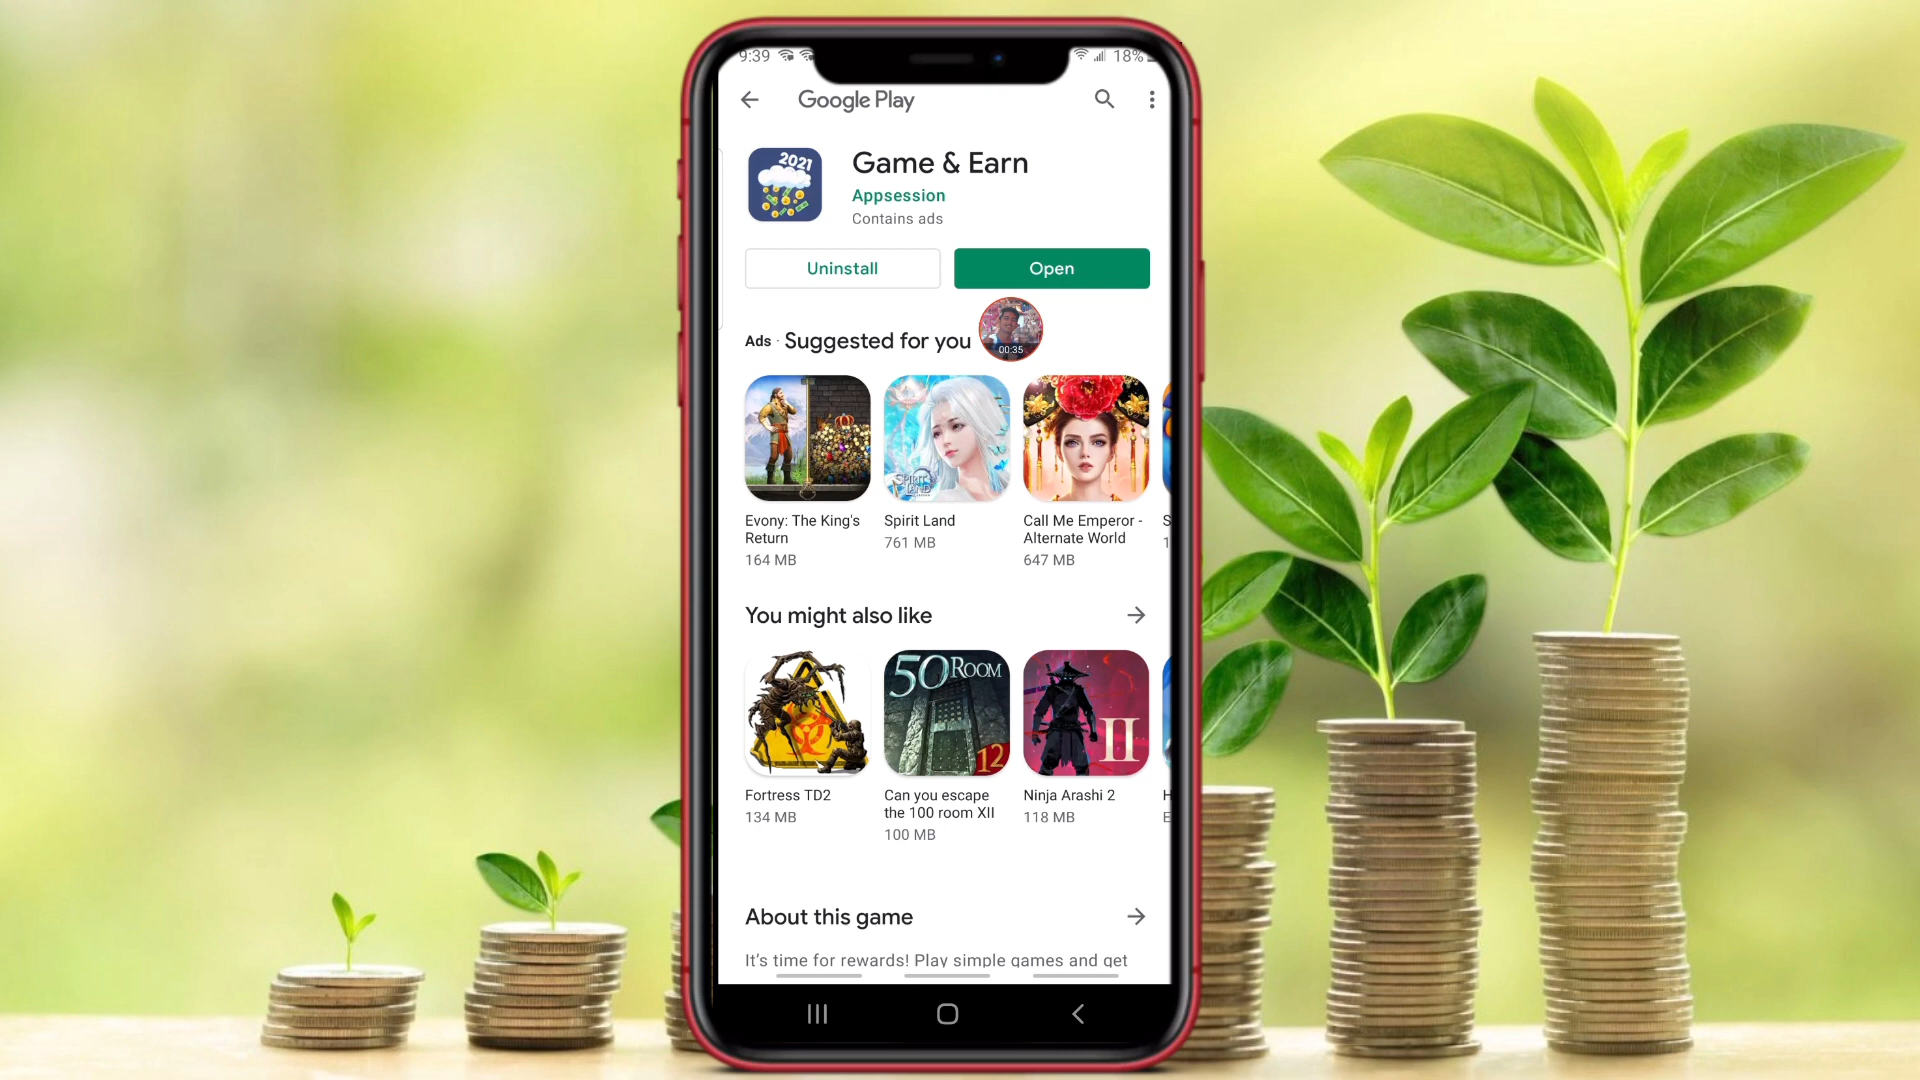 9:39
18%
Google Play
2021
Game & Earn
Appsession
Contains ads
Uninstall
Open
Ads · Suggested for you
00:35
SPIRIT LAND
Evony: The King's
Return
164 MB
Spirit Land
761 MB
Call Me Emperor -
Alternate World
647 MB
S
1
You might also like
50 ROOM
12
II
Fortress TD2
134 MB
Can you escape
the 100 room XII
100 MB
Ninja Arashi 2
118 MB
H
E
About this game
It's time for rewards! Play simple games and get